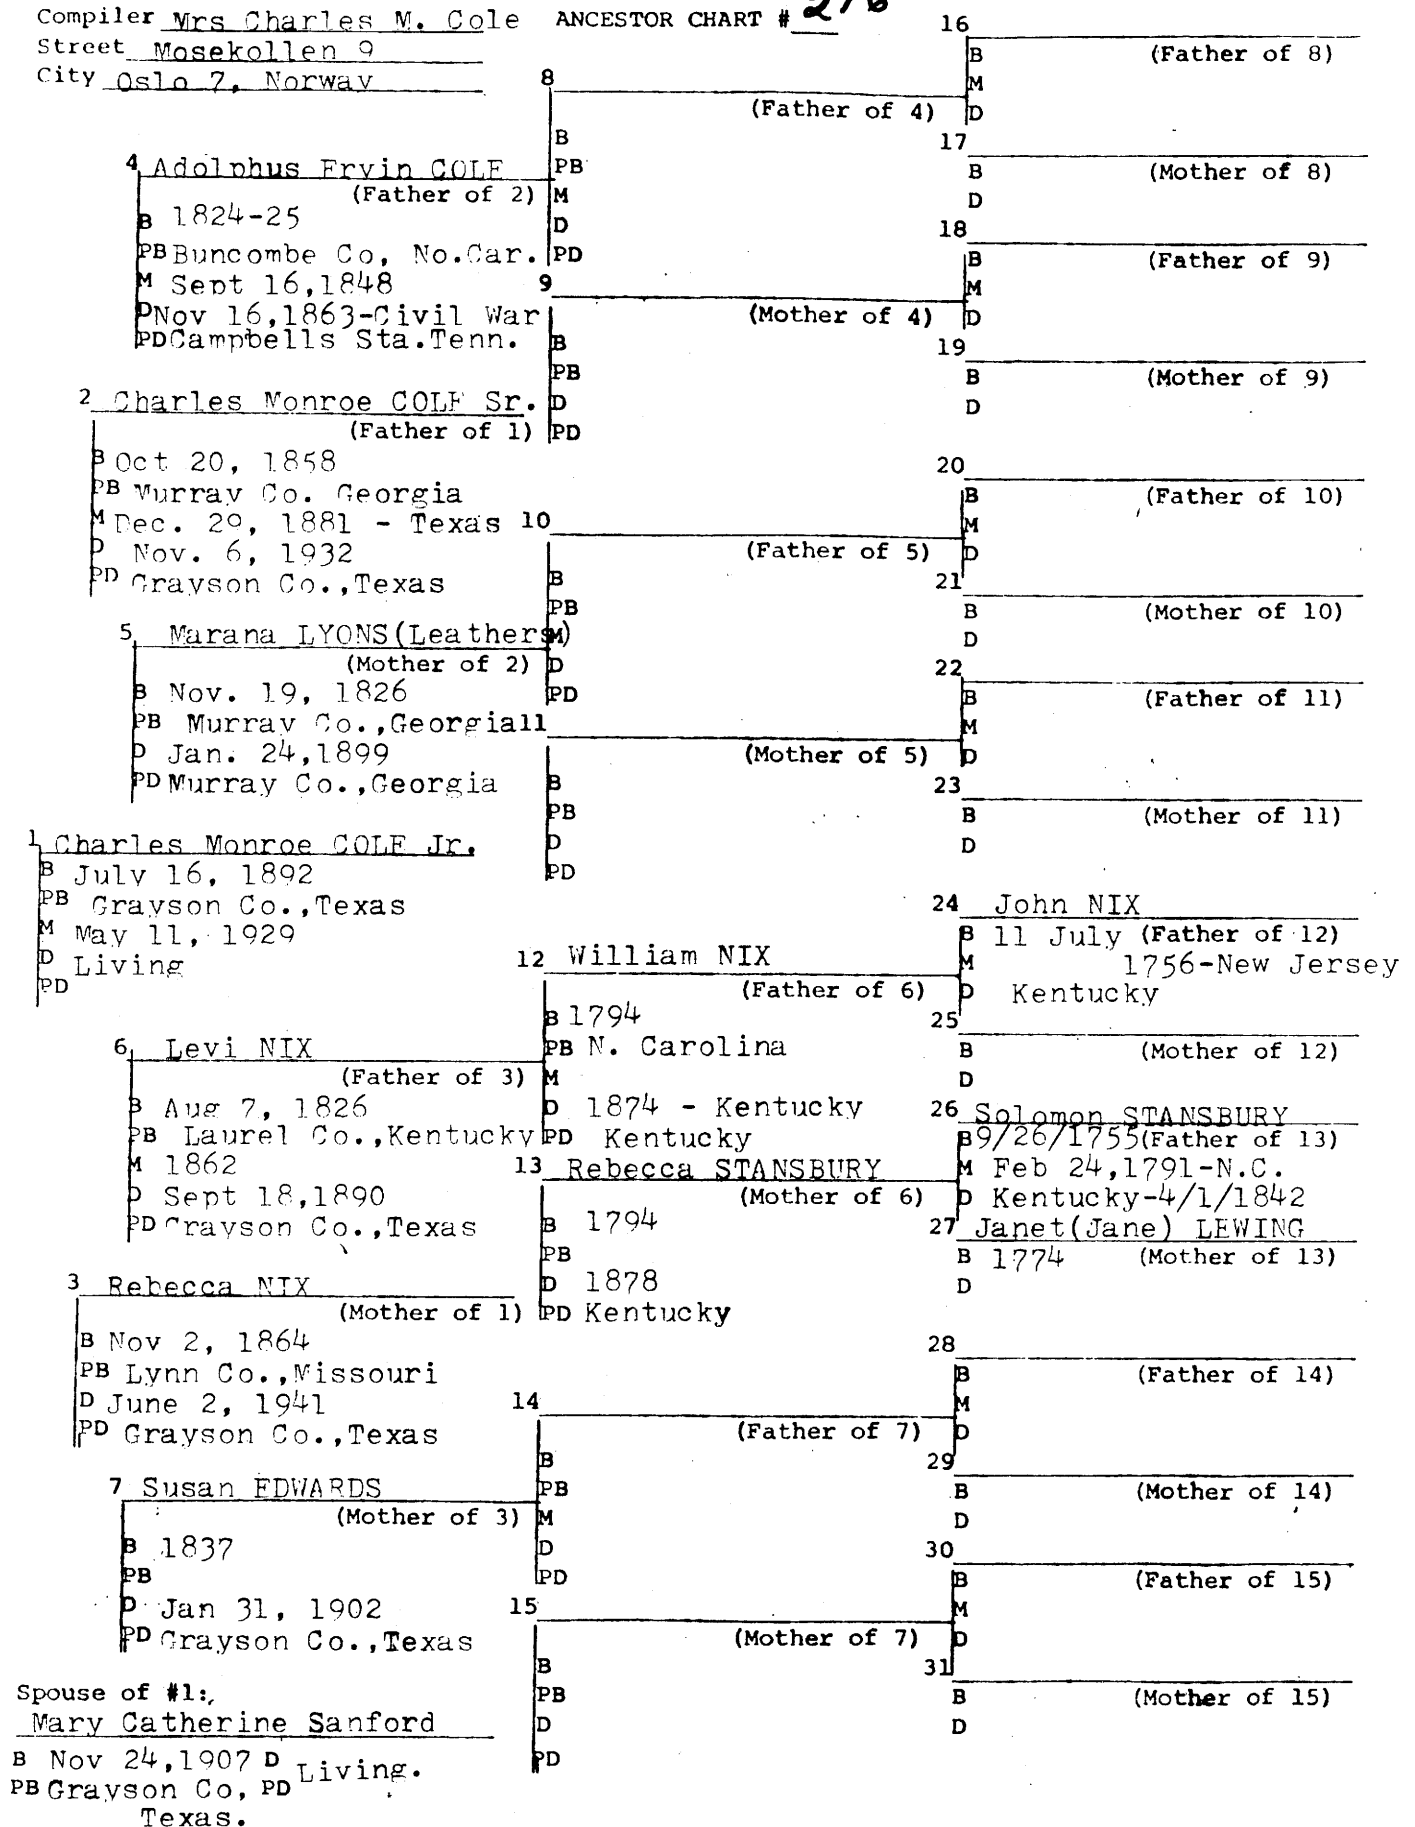 Compiler Mrs Charles M. Cole
ANCESTOR CHART # 276
Street Mosekollen 9
City Oslo 7, Norway
4 Adolphus Ervin COLE
(Father of 2)
B 1824-25
PB Buncombe Co, No.Car.
M Sept 16,1848
D Nov 16,1863-Civil War
PD Campbells Sta.Tenn.
2 Charles Monroe COLE Sr.
(Father of 1)
B Oct 20, 1858
PB Murray Co. Georgia
M Dec. 29, 1881 - Texas
D Nov. 6, 1932
PD Grayson Co.,Texas
5 Marana LYONS(Leathers)
(Mother of 2)
B Nov. 19, 1826
PB Murray Co.,Georgia
D Jan. 24,1899
PD Murray Co.,Georgia
1 Charles Monroe COLE Jr.
B July 16, 1892
PB Grayson Co.,Texas
M May 11, 1929
D Living
PD
6 Levi NIX
(Father of 3)
B Aug 7, 1826
PB Laurel Co.,Kentucky
M 1862
D Sept 18,1890
PD Grayson Co.,Texas
3 Rebecca NIX
(Mother of 1)
B Nov 2, 1864
PB Lynn Co.,Missouri
D June 2, 1941
PD Grayson Co.,Texas
7 Susan EDWARDS
(Mother of 3)
B 1837
PB
D Jan 31, 1902
PD Grayson Co.,Texas
Spouse of #1:
Mary Catherine Sanford
B Nov 24,1907 D Living.
PB Grayson Co, PD
Texas.
8
(Father of 4)
B
PB
M
D
PD
9
(Mother of 4)
B
PB
D
PD
10
(Father of 5)
B
PB
M
D
PD
11
(Mother of 5)
B
PB
D
PD
12 William NIX
(Father of 6)
B 1794
PB N. Carolina
M
D 1874 - Kentucky
PD Kentucky
13 Rebecca STANSBURY
(Mother of 6)
B 1794
PB
D 1878
PD Kentucky
14
(Father of 7)
B
PB
M
D
PD
15
(Mother of 7)
B
PB
D
PD
16
(Father of 8)
B
M
D
17
(Mother of 8)
B
D
18
(Father of 9)
B
M
D
19
(Mother of 9)
B
D
20
(Father of 10)
B
M
D
21
(Mother of 10)
B
D
22
(Father of 11)
B
M
D
23
(Mother of 11)
B
D
24 John NIX
B 11 July (Father of 12)
M 1756-New Jersey
D Kentucky
25
(Mother of 12)
B
D
26 Solomon STANSBURY
B 9/26/1755(Father of 13)
M Feb 24,1791-N.C.
D Kentucky-4/1/1842
27 Janet(Jane) LEWING
B 1774 (Mother of 13)
D
28
(Father of 14)
B
M
D
29
(Mother of 14)
B
D
30
(Father of 15)
B
M
D
31
(Mother of 15)
B
D